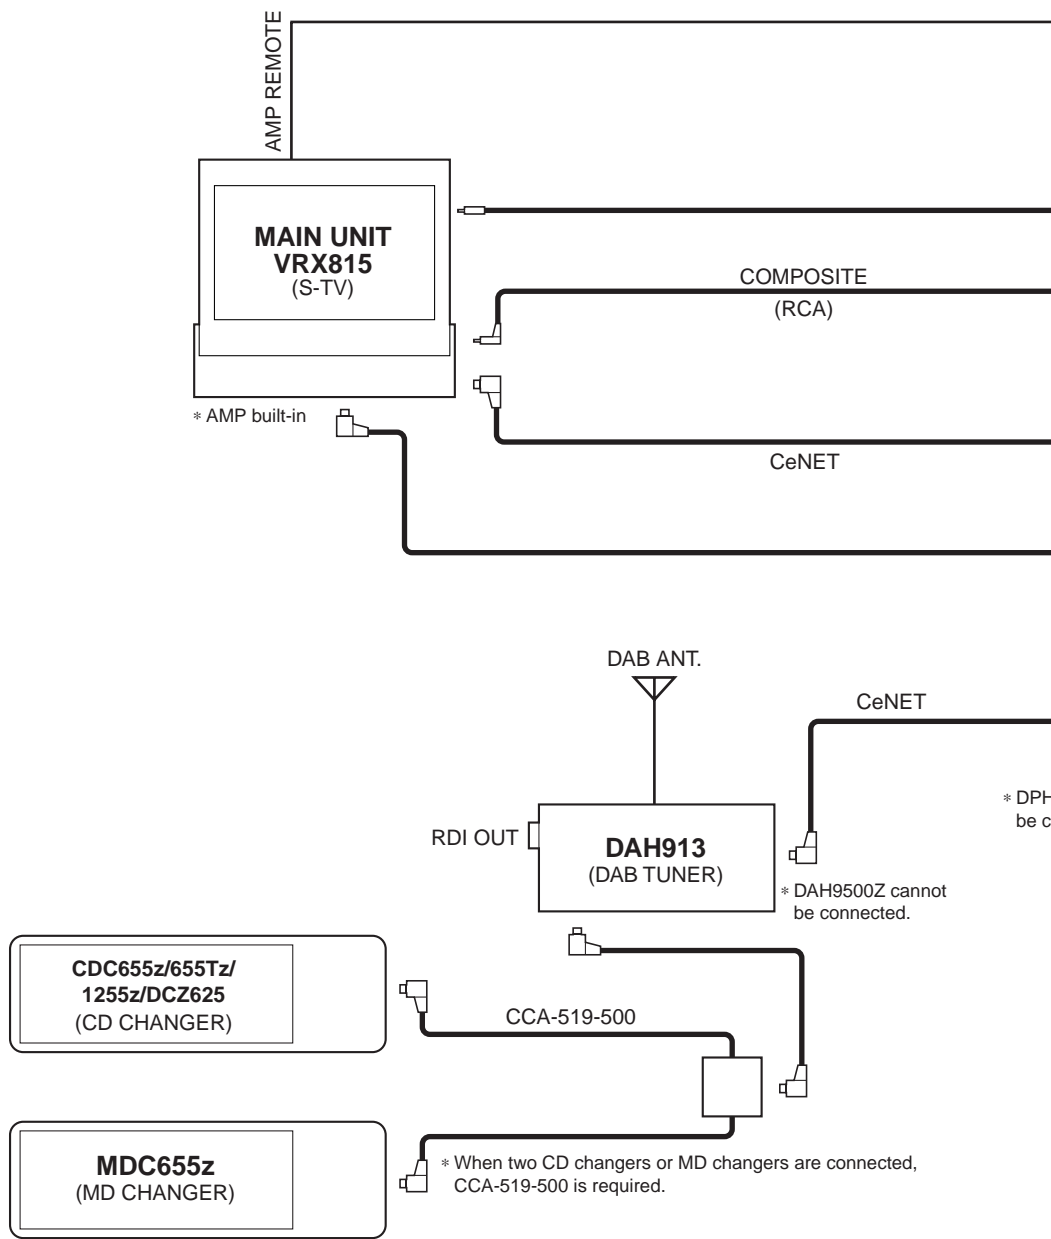 AMP REMOTE
MAIN UNIT
VRX815
(S-TV)
COMPOSITE
(RCA)
* AMP built-in
CeNET
DAB ANT.
CeNET
* DPH
be c
RDI OUT
DAH913
(DAB TUNER)
* DAH9500Z cannot
be connected.
CDC655z/655Tz/
1255z/DCZ625
(CD CHANGER)
CCA-519-500
MDC655z
(MD CHANGER)
* When two CD changers or MD changers are connected,
CCA-519-500 is required.